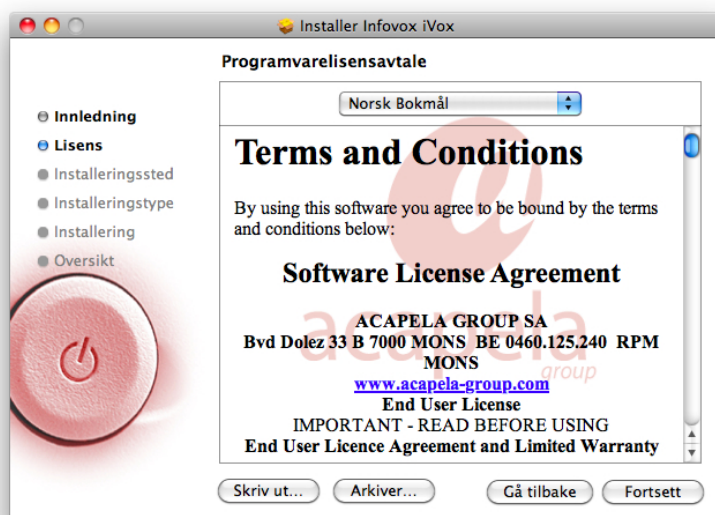 Installer Infovox iVox
Programvarelisensavtale
Innledning
Lisens
Installeringssted
Installeringstype
Installering
Oversikt
Norsk Bokmål
Terms and Conditions
By using this software you agree to be bound by the terms
and conditions below:
Software License Agreement
ACAPELA GROUP SA
Bvd Dolez 33 B 7000 MONS BE 0460.125.240 RPM
MONS
www.acapela-group.com
End User License
IMPORTANT - READ BEFORE USING
End User Licence Agreement and Limited Warranty
acapela
group
Skriv ut...
Arkiver...
Gå tilbake
Fortsett